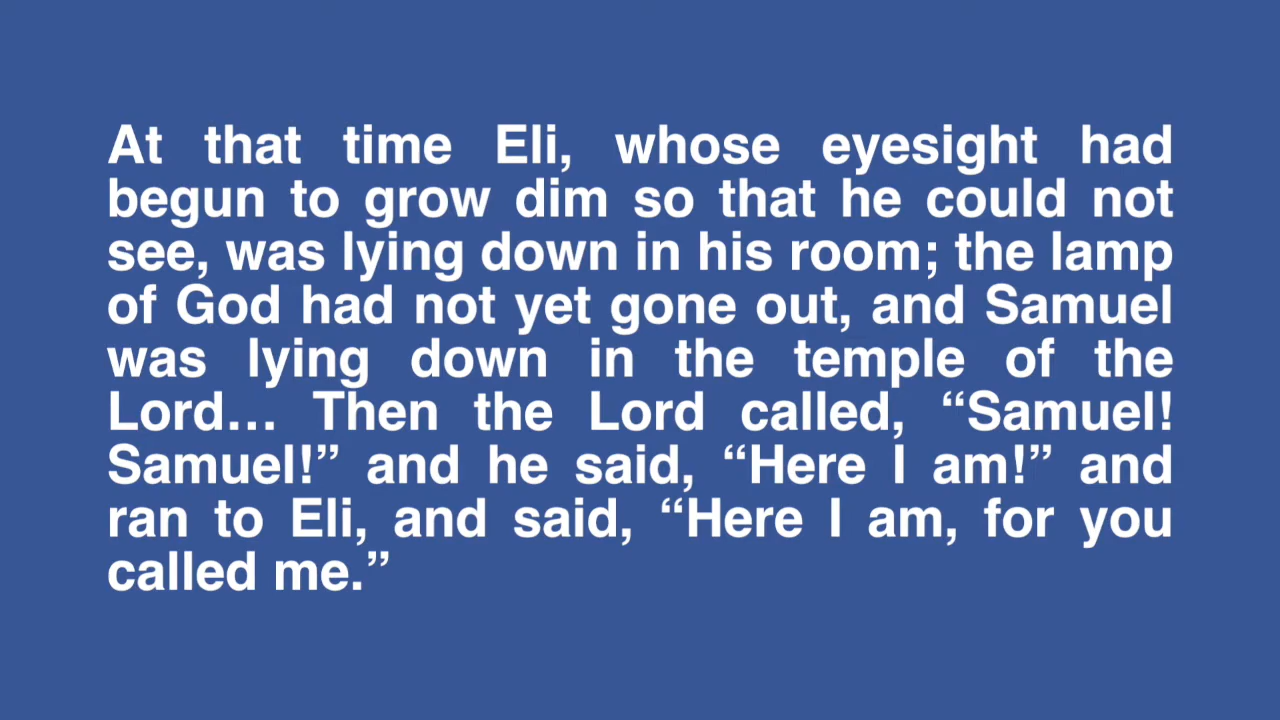 At that time Eli, whose eyesight had
begun to grow dim so that he could not
see, was lying down in his room; the lamp
of God had not yet gone out, and Samuel
was lying down in the temple of the
Lord… Then the Lord called, “Samuel!
Samuel!” and he said, “Here I am!” and
ran to Eli, and said, “Here I am, for you
called me.”